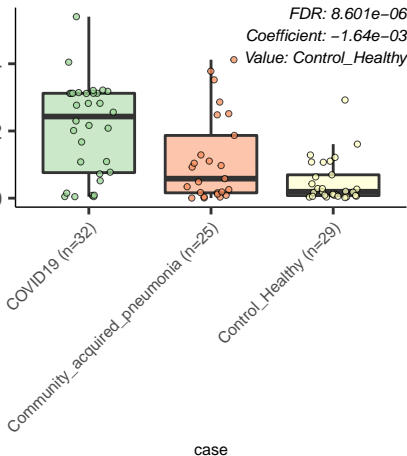 FDR: 8.601e−06
Coefficient: −1.64e−03
Value: Control_Healthy
COVID19 (n=32)
Community_acquired_pneumonia (n=25)
Control_Healthy (n=29)
case